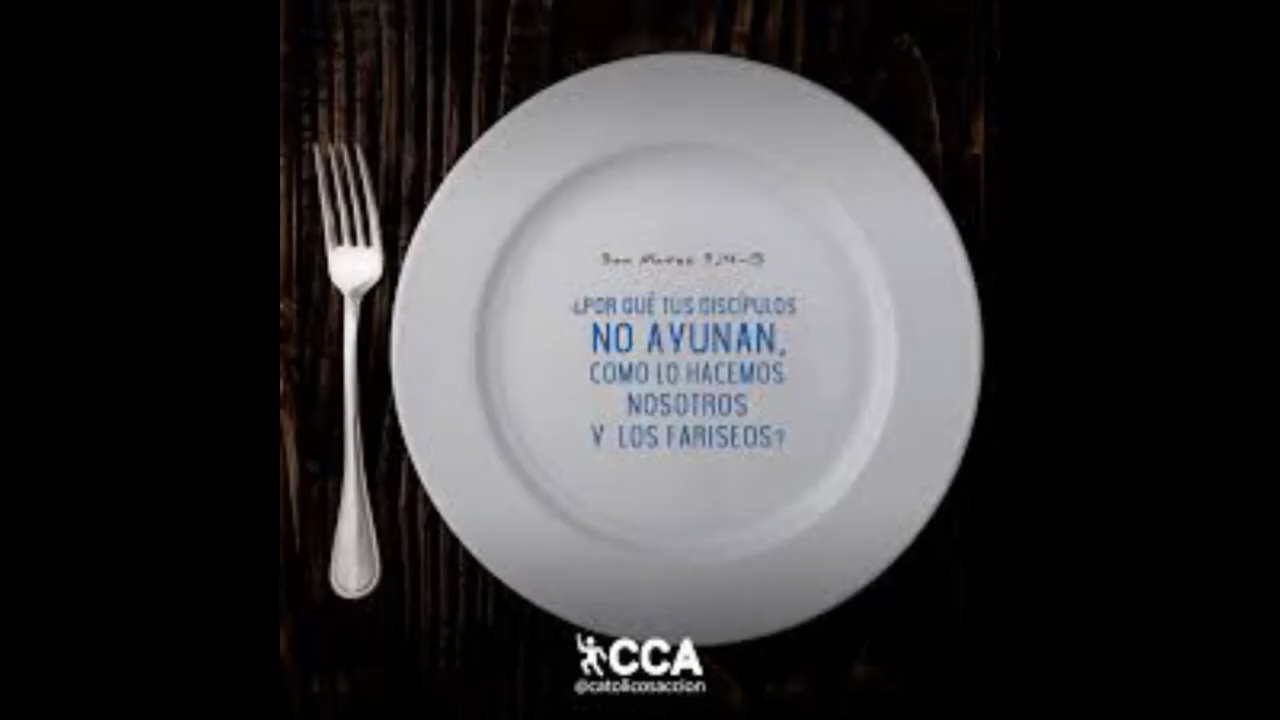 San Mateo 9,14-15
¿POR QUÉ TUS DISCÍPULOS
NO AYUNAN,
COMO LO HACEMOS
NOSOTROS
Y LOS FARISEOS?
CCA
@catolicosaccion